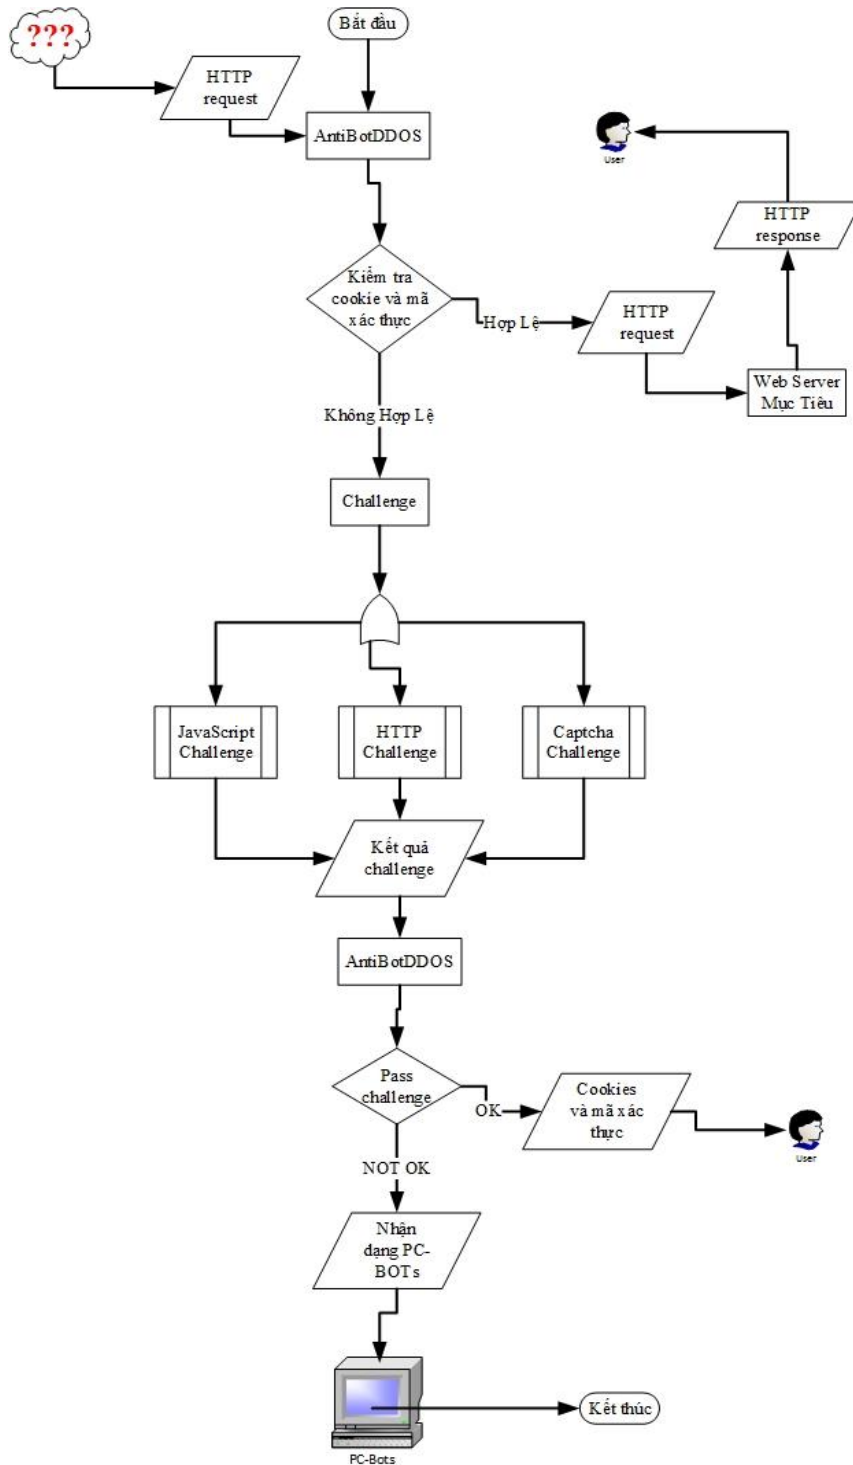 ???
Bắt đầu
HTTP
request
AntiBotDDOS
User
HTTP
response
Kiểm tra
cookie và mã
xác thực
Hợp Lệ
HTTP
request
Web Server
Mục Tiêu
Không Hợp Lệ
Challenge
JavaScript
Challenge
HTTP
Challenge
Captcha
Challenge
Kết quả
challenge
AntiBotDDOS
Pass
challenge
OK
Cookies
và mã xác
thực
User
NOT OK
Nhận
dạng PC-
BOTs
Kết thúc
PC-Bots